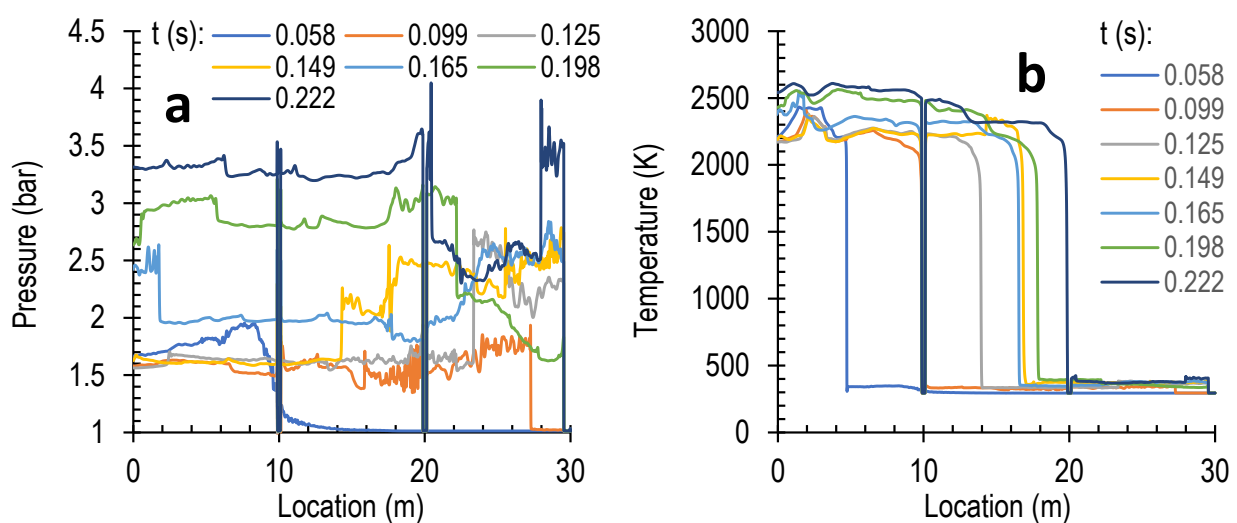 t (s): 0.058 0.099 0.125
0.149 0.165 0.198
0.222
a
4.5
4
3.5
3
2.5
2
1.5
1
Pressure (bar)
0 10 20 30
Location (m)
b
t (s):
0.058
0.099
0.125
0.149
0.165
0.198
0.222
3000
2500
2000
1500
1000
500
0
Temperature (K)
0 10 20 30
Location (m)